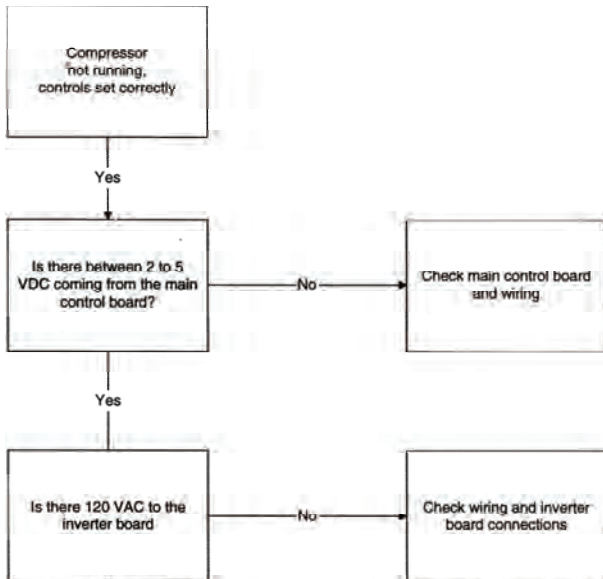 Compressor
not running,
controls set correctly
Yes
Is there between 2 to 5
VDC coming from the main
control board?
No
Check main control board
and wiring
Yes
Is there 120 VAC to the
inverter board
No
Check wiring and inverter
board connections